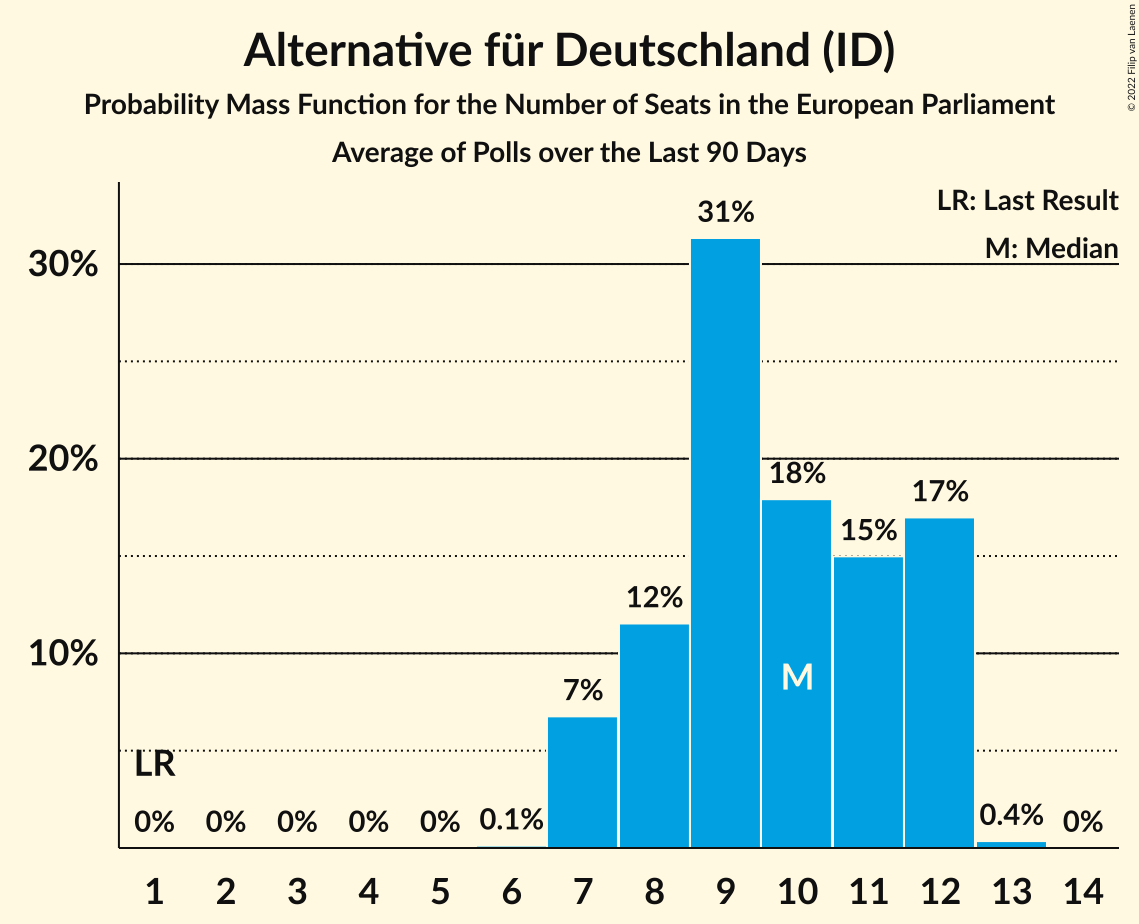 Alternative für Deutschland (ID)
Probability Mass Function for the Number of Seats in the European Parliament
Average of Polls over the Last 90 Days
© 2022 Filip van Laenen
LR: Last Result
M: Median
31%
30%
20%
18%
17%
15%
12%
10%
M
7%
LR
0% 0% 0% 0% 0% 0.1% 0.4% 0%
1 2 3 4 5 6 7 8 9 10 11 12 13 14